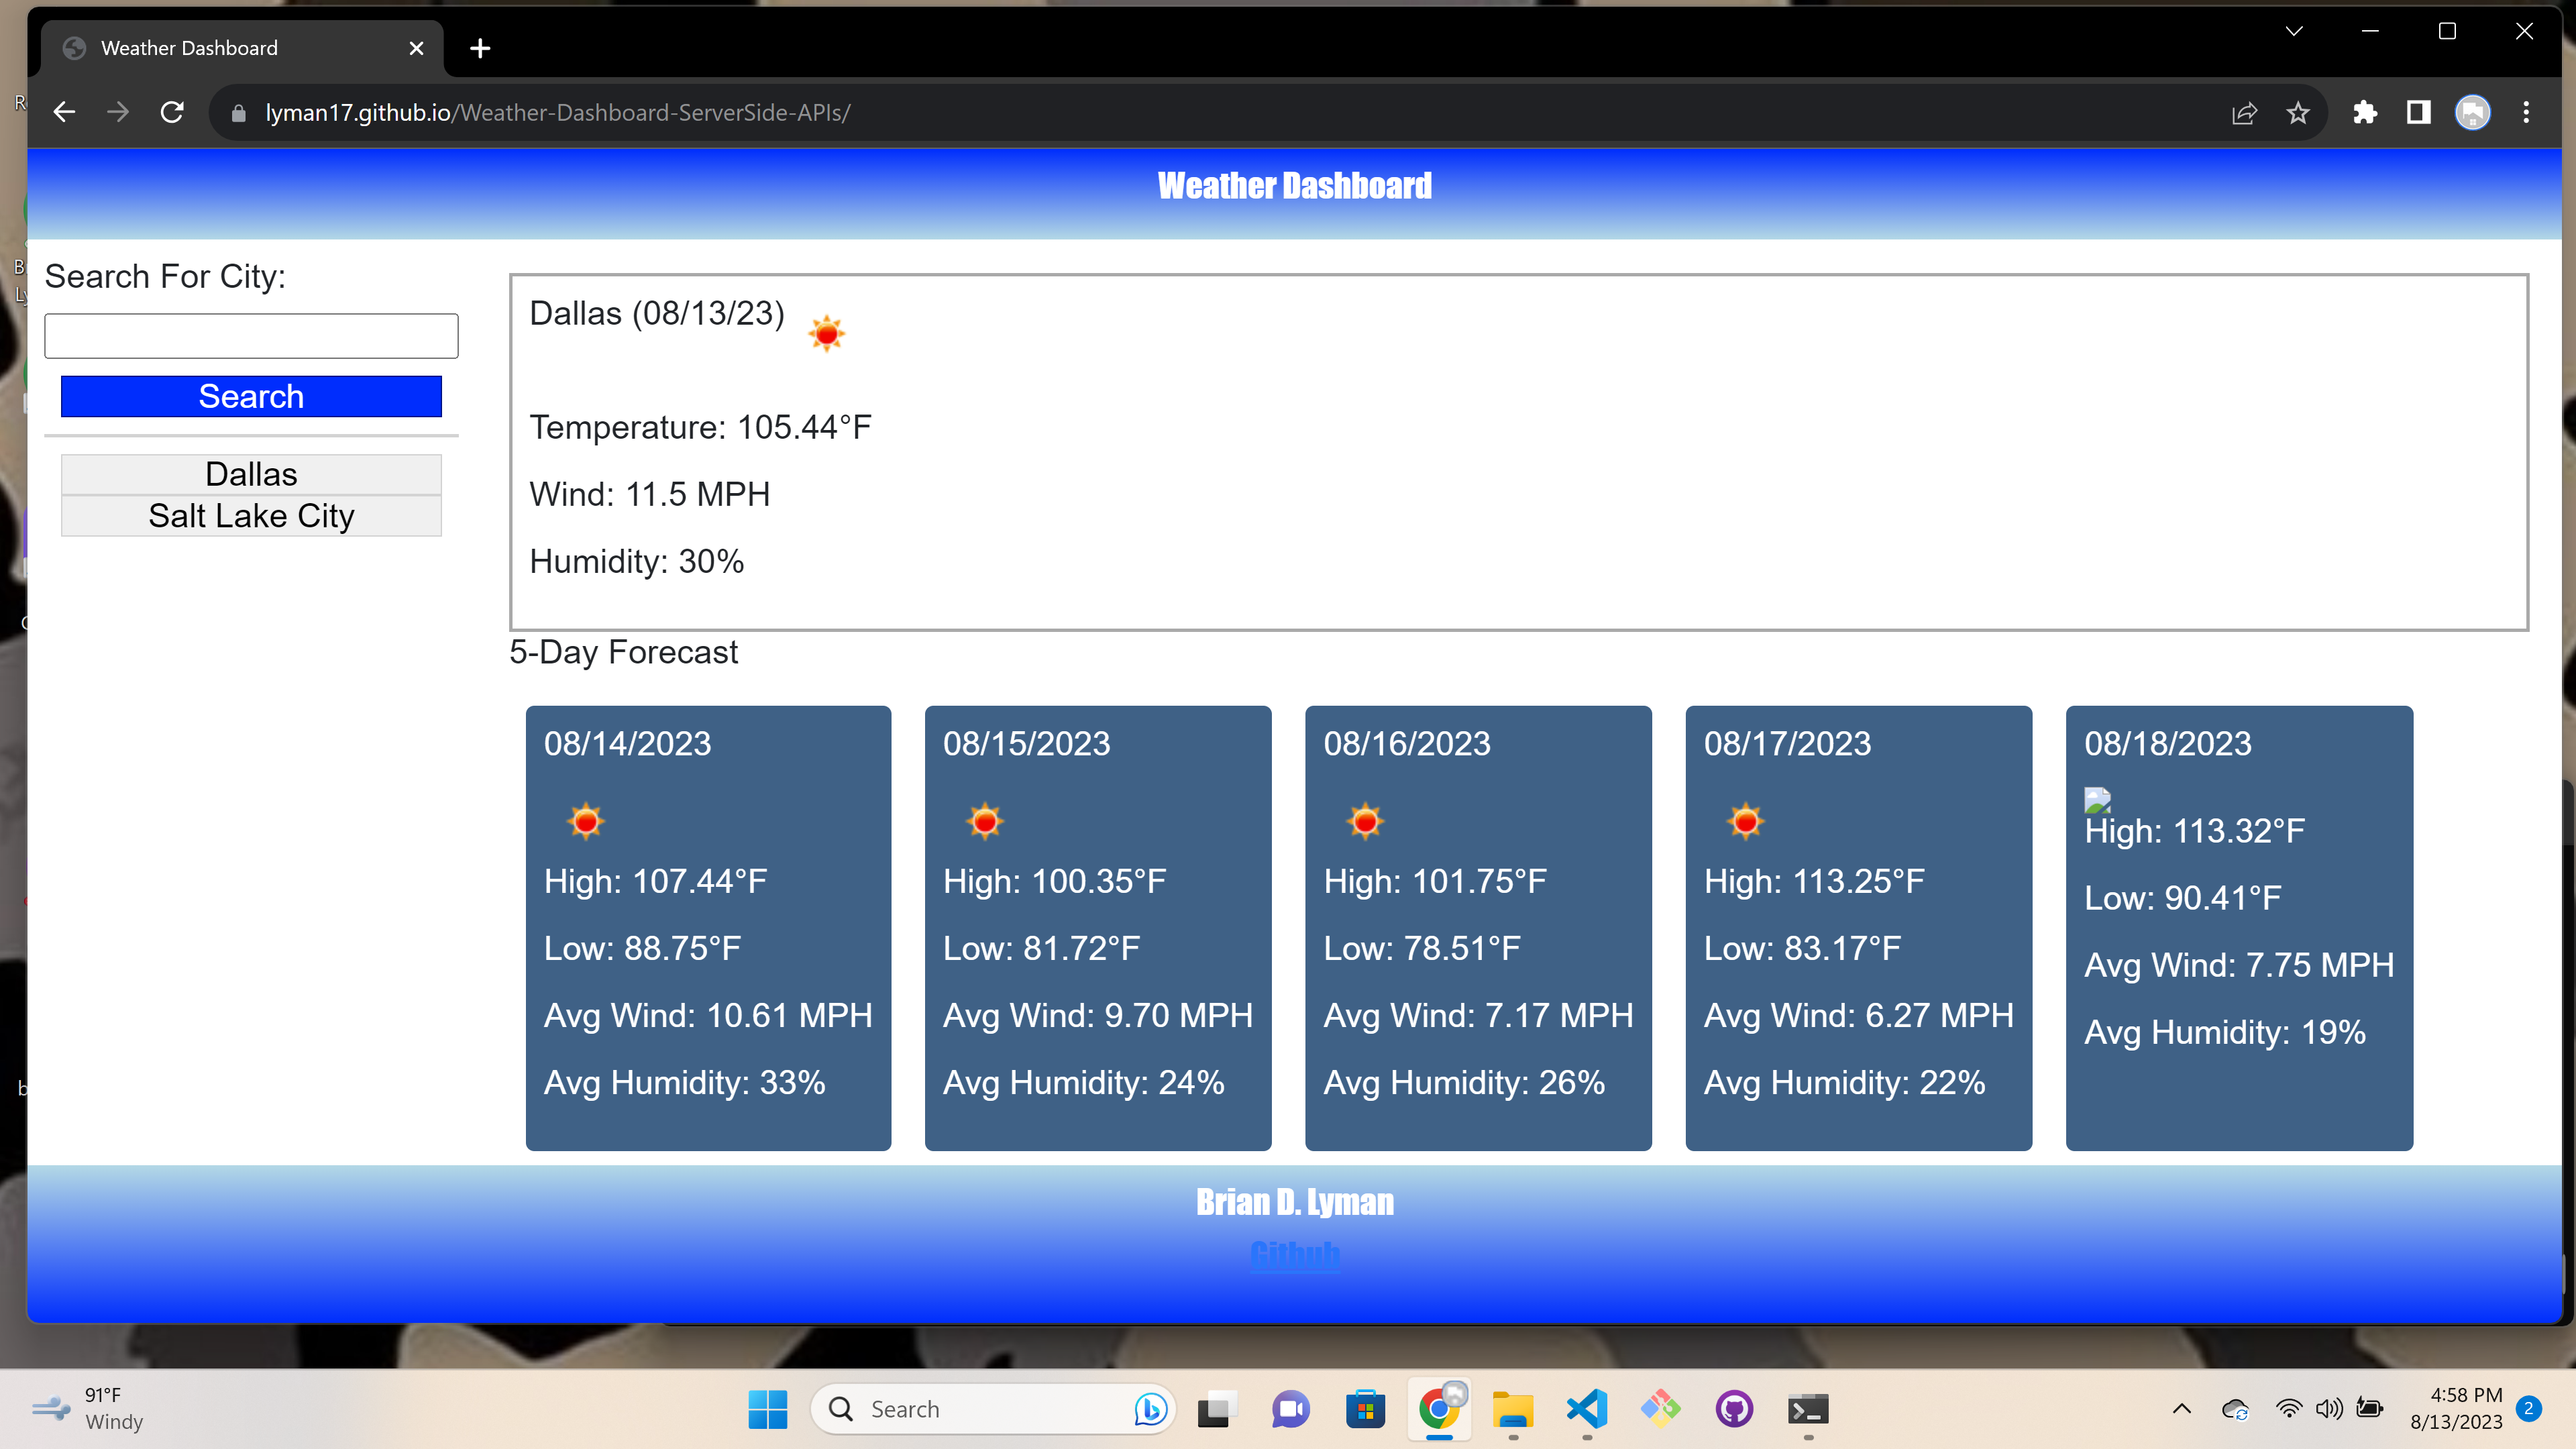 Weather Dashboard
lyman17.github.io/Weather-Dashboard-ServerSide-APIs/
Weather Dashboard
Search For City:
Search
Dallas
Salt Lake City
Dallas (08/13/23)
Temperature: 105.44°F
Wind: 11.5 MPH
Humidity: 30%
5-Day Forecast
08/14/2023
High: 107.44°F
Low: 88.75°F
Avg Wind: 10.61 MPH
Avg Humidity: 33%
08/15/2023
High: 100.35°F
Low: 81.72°F
Avg Wind: 9.70 MPH
Avg Humidity: 24%
08/16/2023
High: 101.75°F
Low: 78.51°F
Avg Wind: 7.17 MPH
Avg Humidity: 26%
08/17/2023
High: 113.25°F
Low: 83.17°F
Avg Wind: 6.27 MPH
Avg Humidity: 22%
08/18/2023
High: 113.32°F
Low: 90.41°F
Avg Wind: 7.75 MPH
Avg Humidity: 19%
Brian D. Lyman
Github
91°F
Windy
Search
4:58 PM
8/13/2023
2